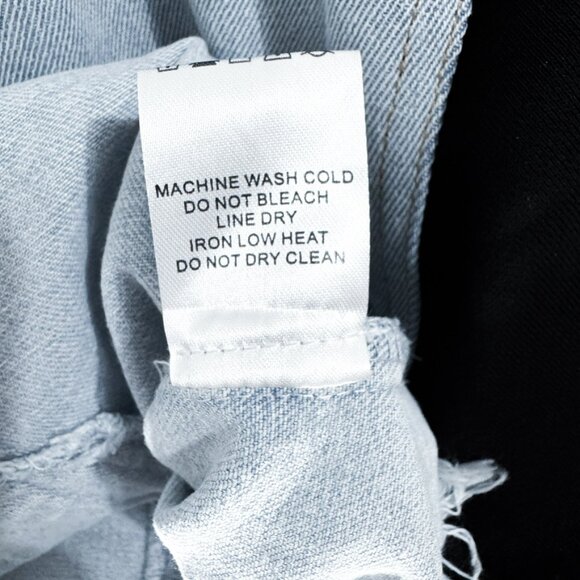 MACHINE WASH COLD
DO NOT BLEACH
LINE DRY
IRON LOW HEAT
DO NOT DRY CLEAN